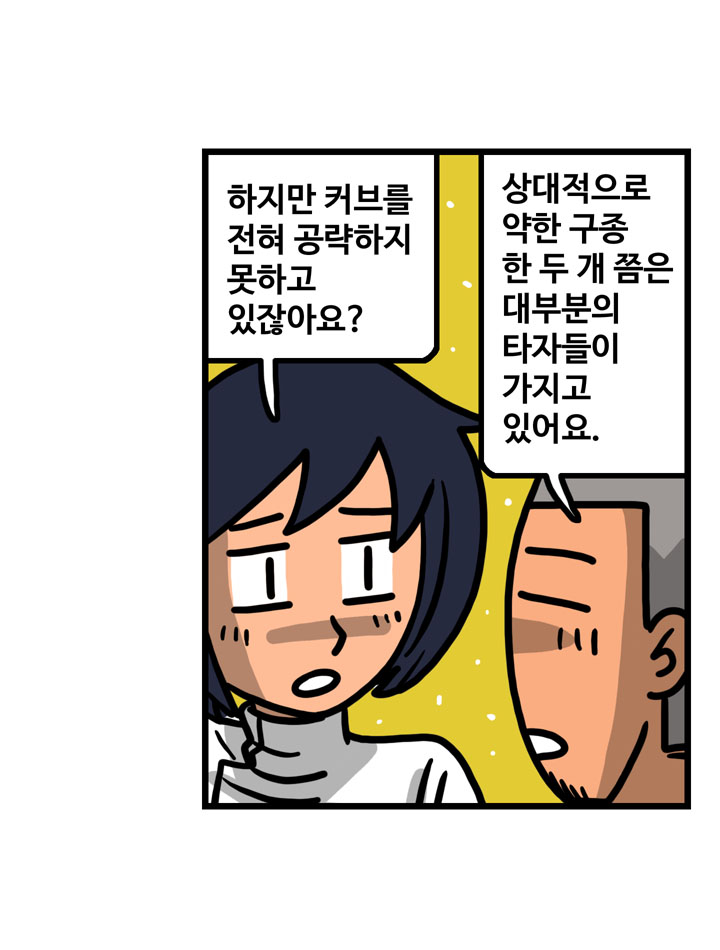 하지만 커브를
전혀 공략하지
못하고
있잖아요?
상대적으로
약한 구종
한 두 개 쯤은
대부분의
타자들이
가지고
있어요.